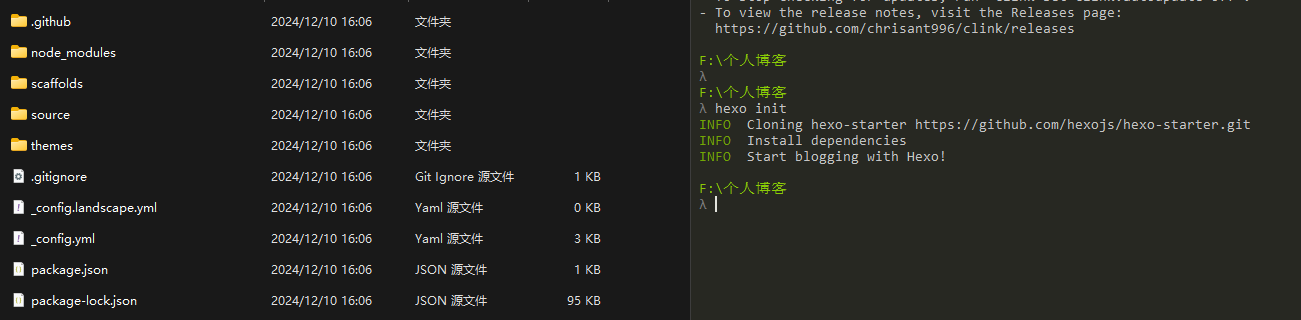 .github 2024/12/10 16:06 文件夹
node_modules 2024/12/10 16:06 文件夹
scaffolds 2024/12/10 16:06 文件夹
source 2024/12/10 16:06 文件夹
themes 2024/12/10 16:06 文件夹
.gitignore 2024/12/10 16:06 Git Ignore 源文件 1 KB
_config.landscape.yml 2024/12/10 16:06 Yaml 源文件 0 KB
_config.yml 2024/12/10 16:06 Yaml 源文件 3 KB
package.json 2024/12/10 16:06 JSON 源文件 1 KB
package-lock.json 2024/12/10 16:06 JSON 源文件 95 KB
- To view the release notes, visit the Releases page:
https://github.com/chrisant996/clink/releases
F:\个人博客
λ
F:\个人博客
λ hexo init
INFO Cloning hexo-starter https://github.com/hexojs/hexo-starter.git
INFO Install dependencies
INFO Start blogging with Hexo!
F:\个人博客
λ